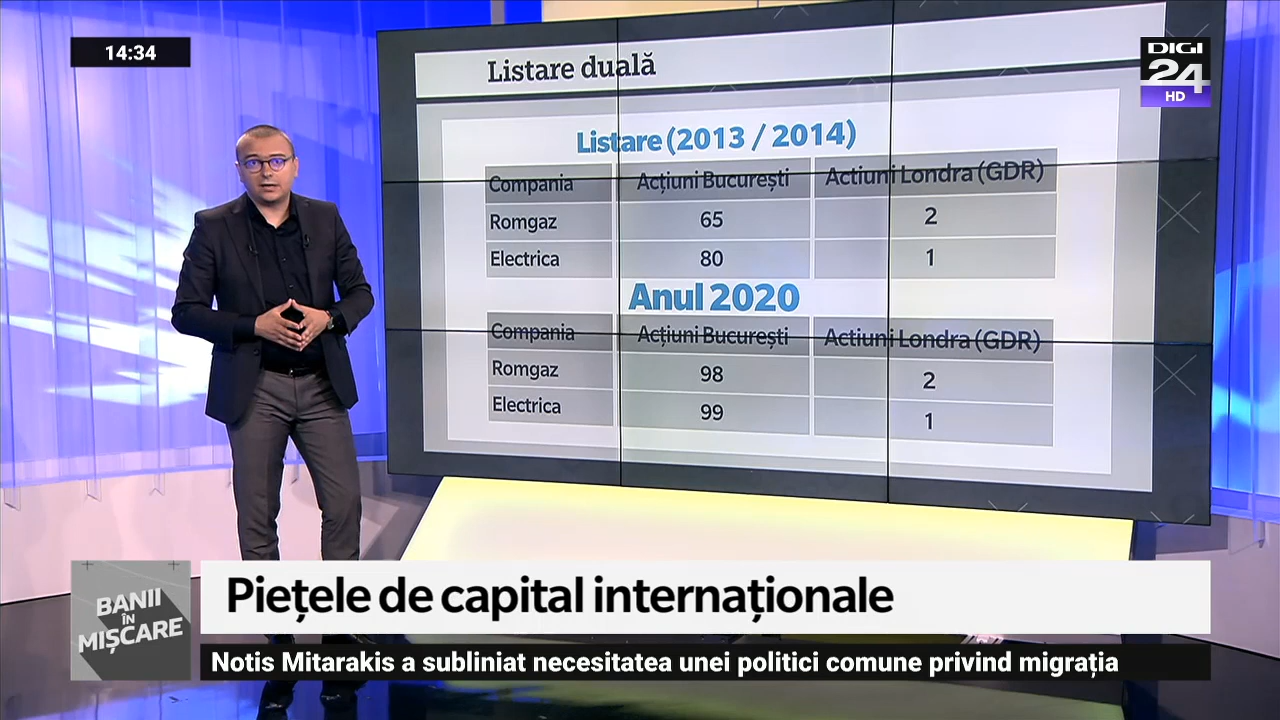 14:34
DIGI
24
HD
Listare duală
Listare (2013 / 2014)
Compania Acțiuni București Actiuni Londra (GDR)
Romgaz 65 2
Electrica 80 1
Anul 2020
Compania Acțiuni București Actiuni Londra (GDR)
Romgaz 98 2
Electrica 99 1
BANII
ÎN
MIȘCARE
Piețele de capital internaționale
Notis Mitarakis a subliniat necesitatea unei politici comune privind migrația